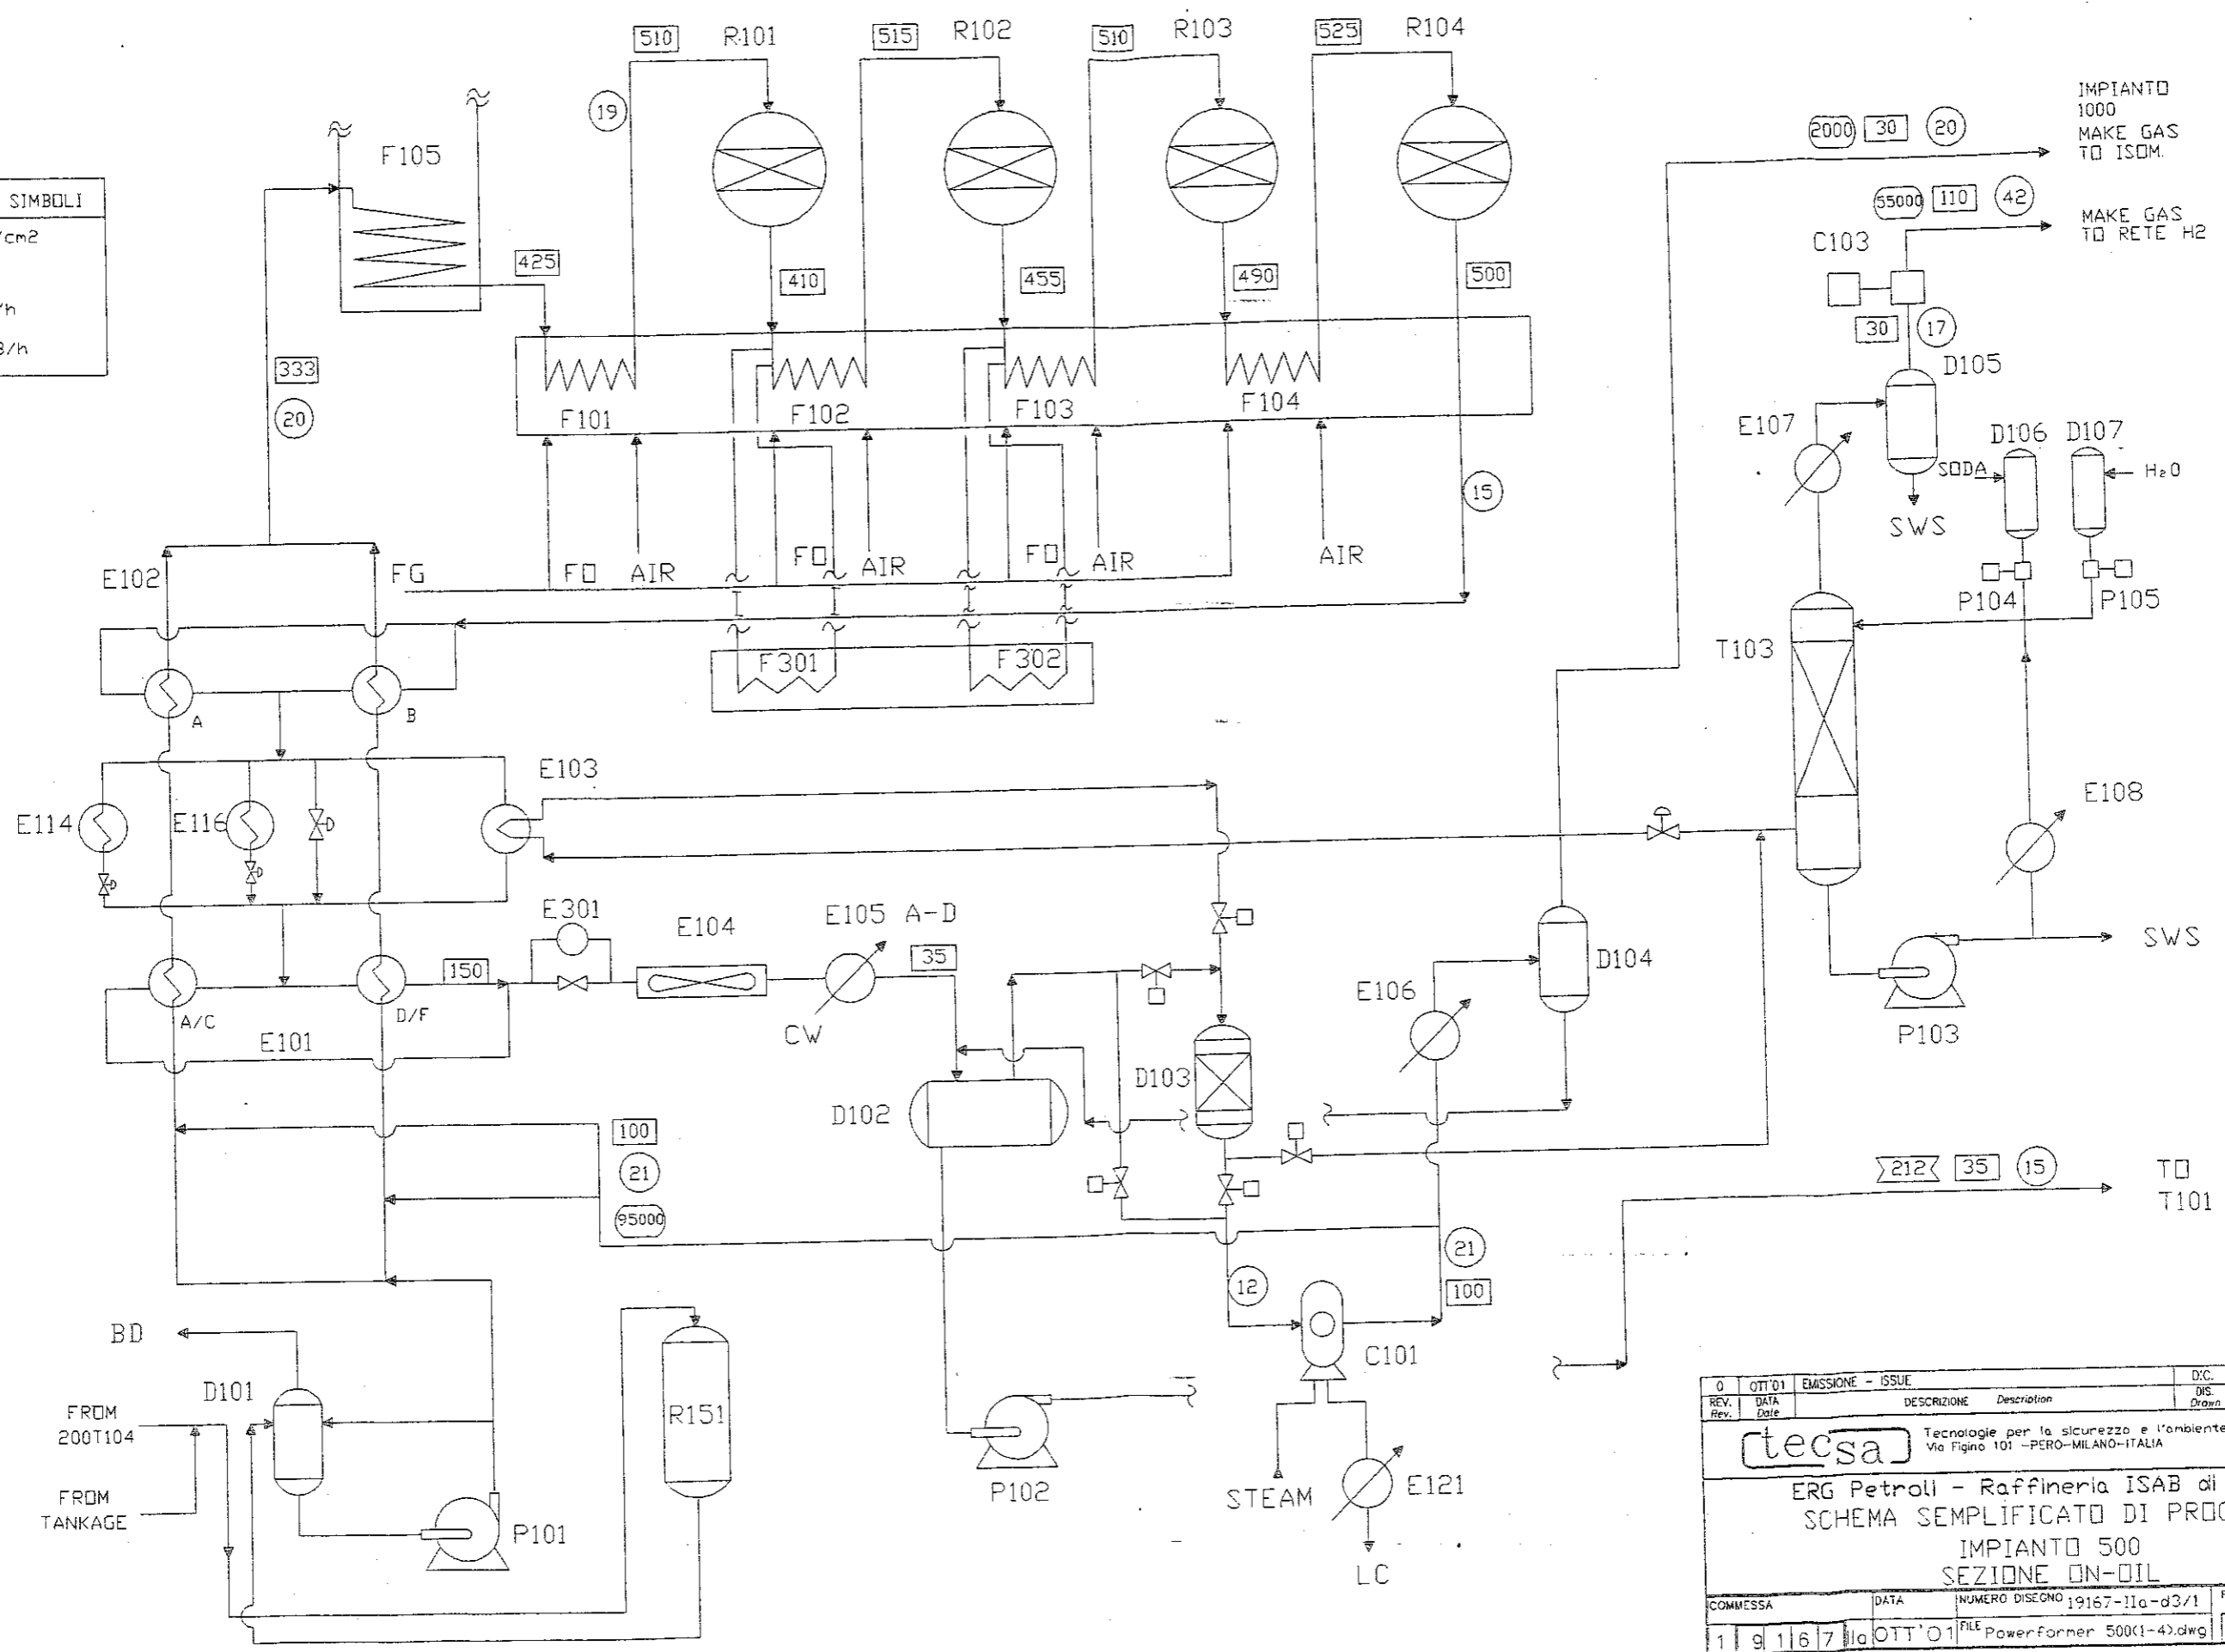 SIMBOLI
/cm2
/h
3/h
F105
510
R101
515
R102
510
R103
525
R104
19
425
410
455
490
500
333
20
F101
F102
F103
F104
15
E102
FG
FO
AIR
FO
AIR
FO
AIR
AIR
F301
F302
A
B
E103
E114
E116
E301
E104
E105 A-D
35
150
CW
A/C
D/F
E101
D102
D103
E106
D104
100
21
95000
21
100
12
C101
STEAM
E121
LC
P102
BD
D101
FROM
200T104
FROM
TANKAGE
P101
R151
2000 30 20
IMPIANTO
1000
MAKE GAS
TO ISOM.
55000 110 42
MAKE GAS
TO RETE H2
C103
30 17
D105
E107
D106 D107
SODA
H2O
SWS
P104
P105
T103
E108
SWS
P103
212 35 15
TO
T101
0 OTT'01 EMISSIONE - ISSUE D.C.
REV. DATA DESCRIZIONE Description DIS.
Rev. Date Drawn
tecsa
Tecnologie per la sicurezza e l'ambiente
Via Figino 101 -PERO-MILANO-ITALIA
ERG Petroli - Raffineria ISAB di
SCHEMA SEMPLIFICATO DI PROC
IMPIANTO 500
SEZIONE ON-OIL
COMMESSA DATA NUMERO DISEGNO 19167-IIa-d3/1
1 9 1 6 7 IIa OTT'01 FILE Powerformer 500(1-4).dwg